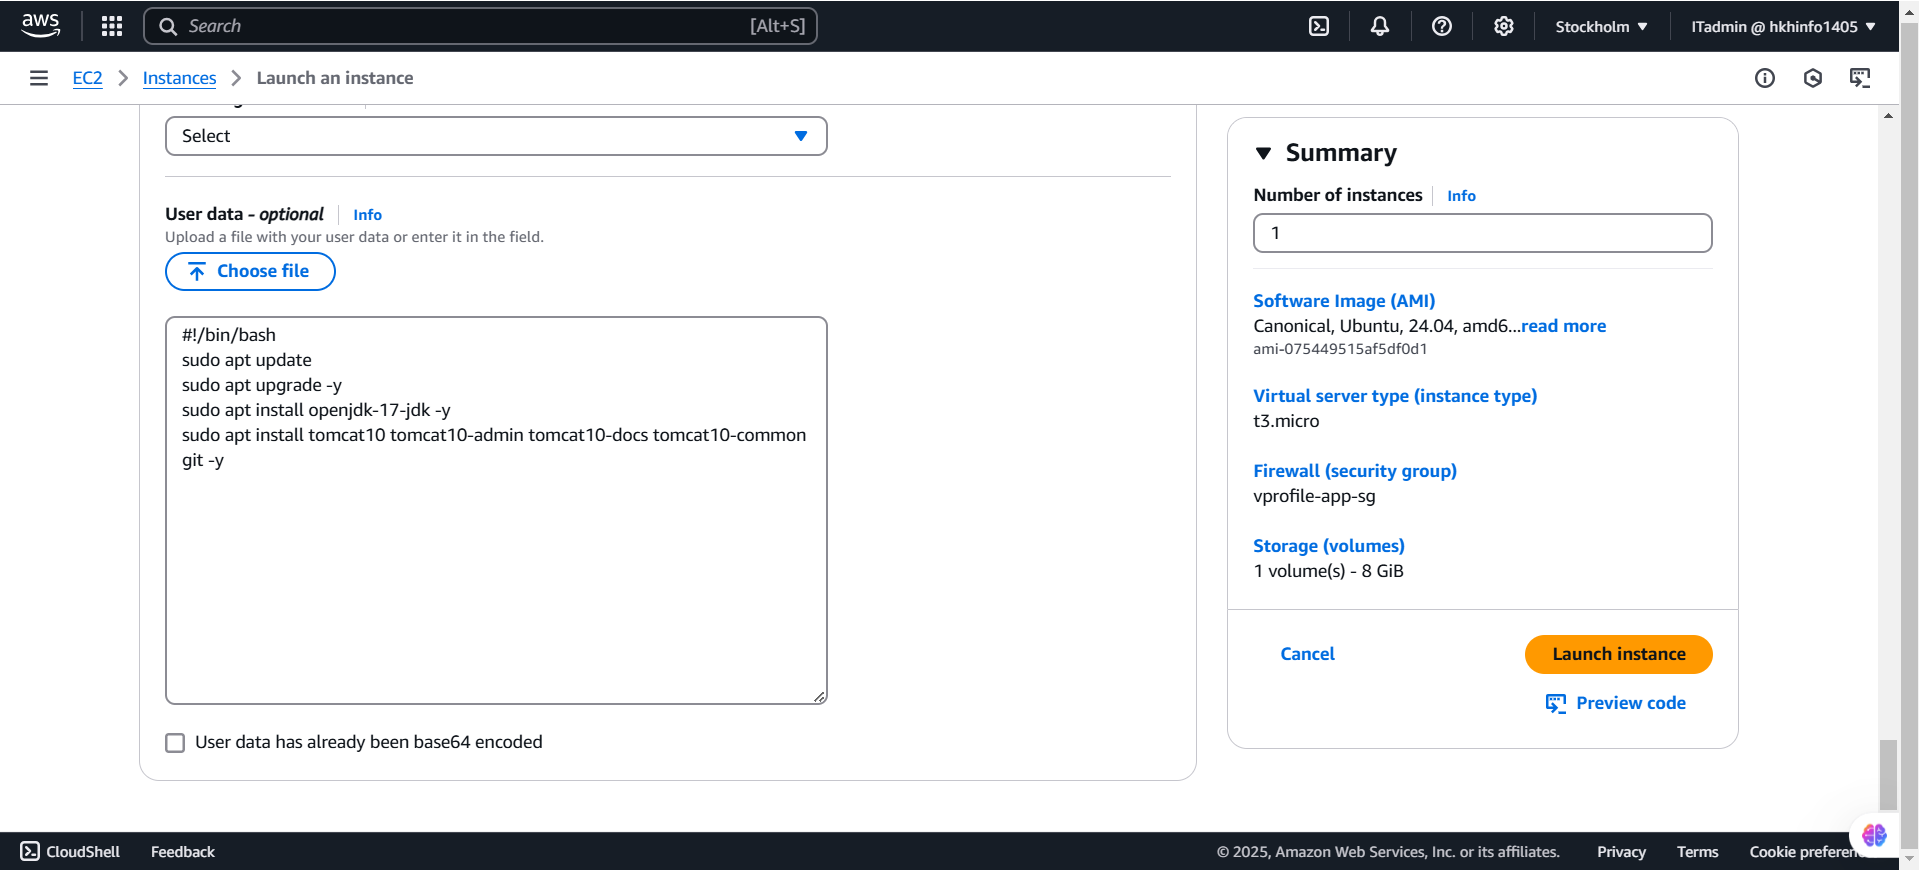 aws
Search [Alt+S]
Stockholm
ITadmin @ hkhinfo1405
EC2
Instances
Launch an instance
Select
User data - optional
Info
Upload a file with your user data or enter it in the field.
Choose file
#!/bin/bash
sudo apt update
sudo apt upgrade -y
sudo apt install openjdk-17-jdk -y
sudo apt install tomcat10 tomcat10-admin tomcat10-docs tomcat10-common
git -y
User data has already been base64 encoded
Summary
Number of instances
Info
1
Software Image (AMI)
Canonical, Ubuntu, 24.04, amd6...read more
ami-075449515af5df0d1
Virtual server type (instance type)
t3.micro
Firewall (security group)
vprofile-app-sg
Storage (volumes)
1 volume(s) - 8 GiB
Cancel
Launch instance
Preview code
CloudShell
Feedback
© 2025, Amazon Web Services, Inc. or its affiliates.
Privacy
Terms
Cookie